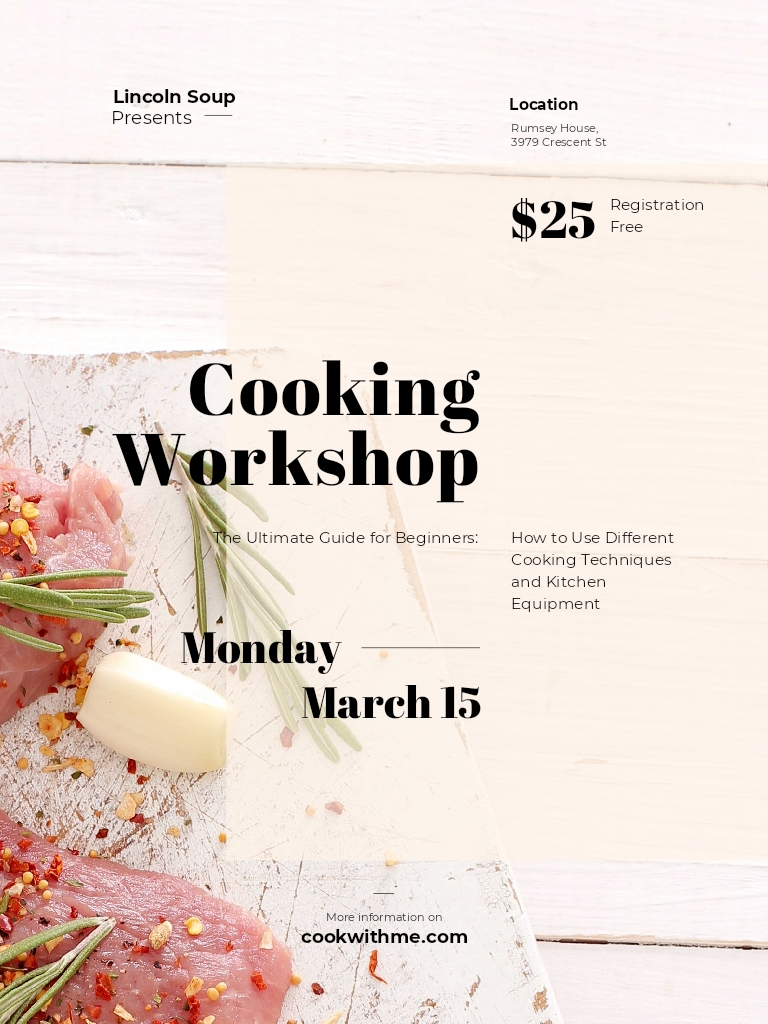 Lincoln Soup
Presents
Location
Rumsey House,
3979 Crescent St
$25
Registration
Free
Cooking
Workshop
The Ultimate Guide for Beginners:
How to Use Different
Cooking Techniques
and Kitchen
Equipment
Monday
March 15
More information on
cookwithme.com